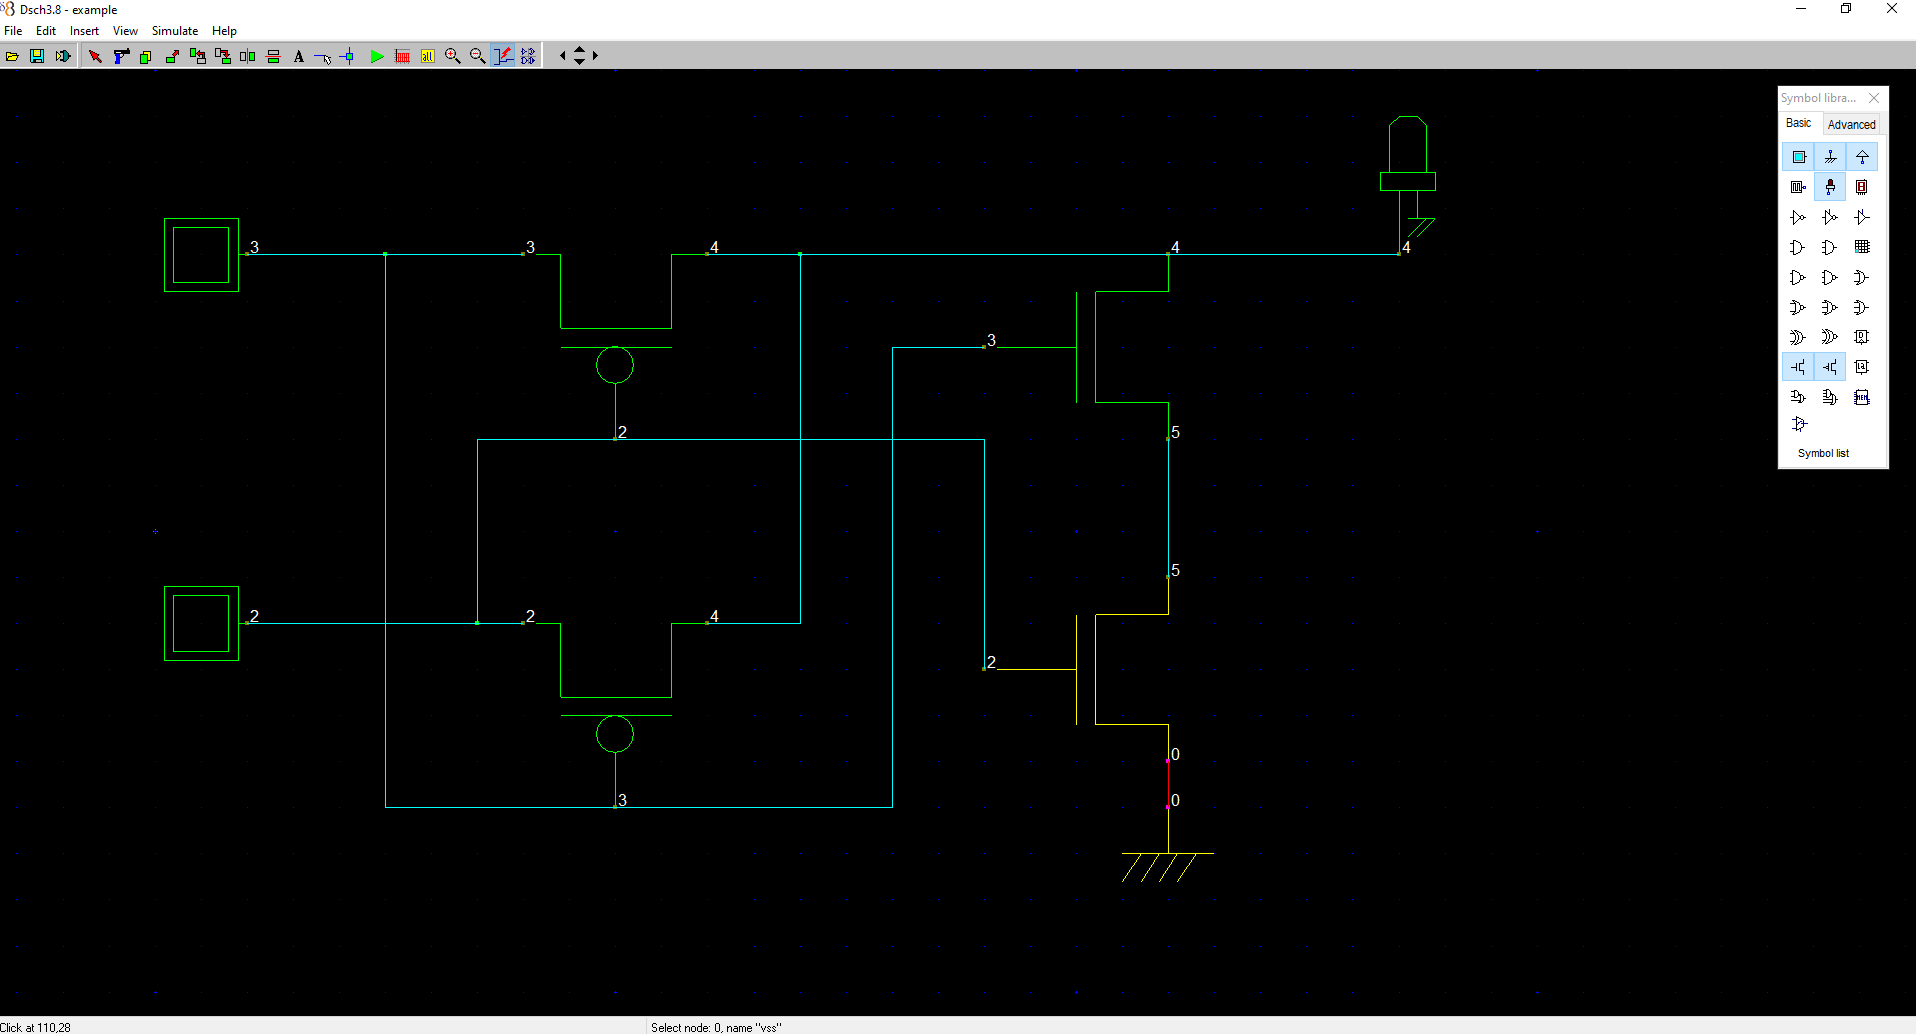 Dsch3.8 - example
File Edit Insert View Simulate Help
A
all
Symbol libra...
Basic Advanced
3 3 4 4 4
3
2 5
5
2 2 4
2
0
3 0
Symbol list
Click at 110,28 Select node: 0, name "vss"